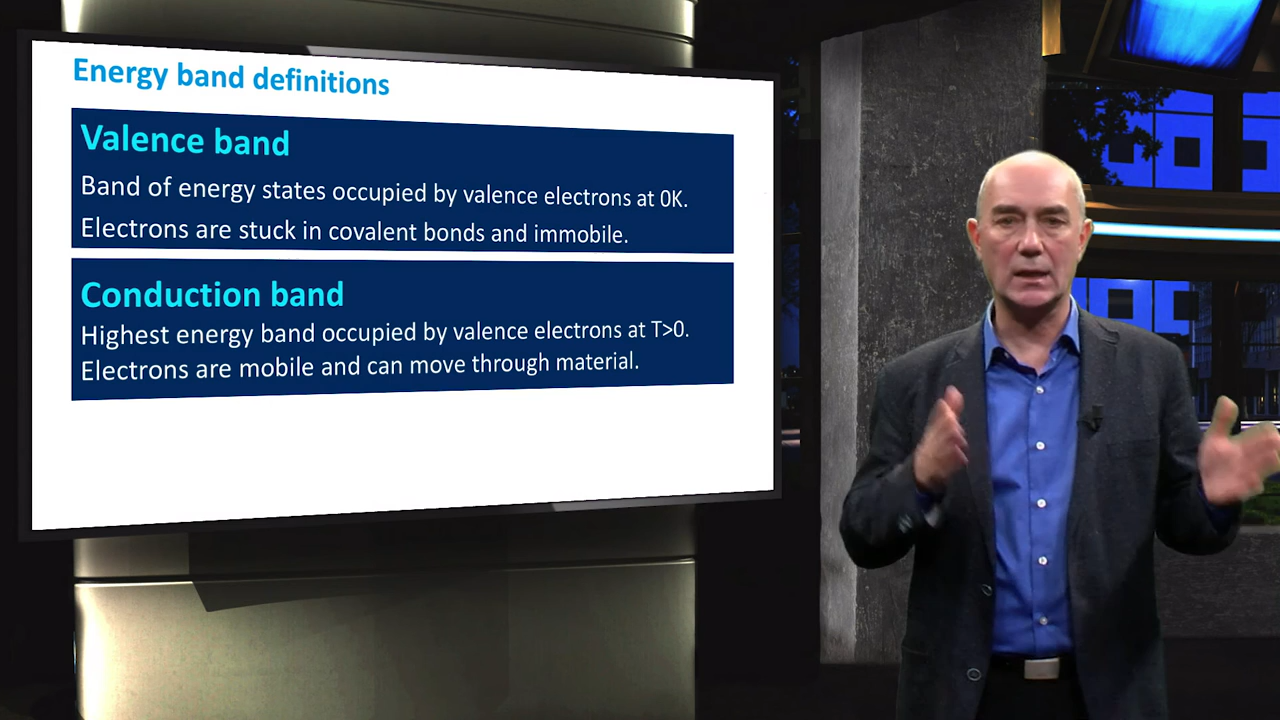 Energy band definitions
Valence band
Band of energy states occupied by valence electrons at 0K.
Electrons are stuck in covalent bonds and immobile.
Conduction band
Highest energy band occupied by valence electrons at T>0.
Electrons are mobile and can move through material.